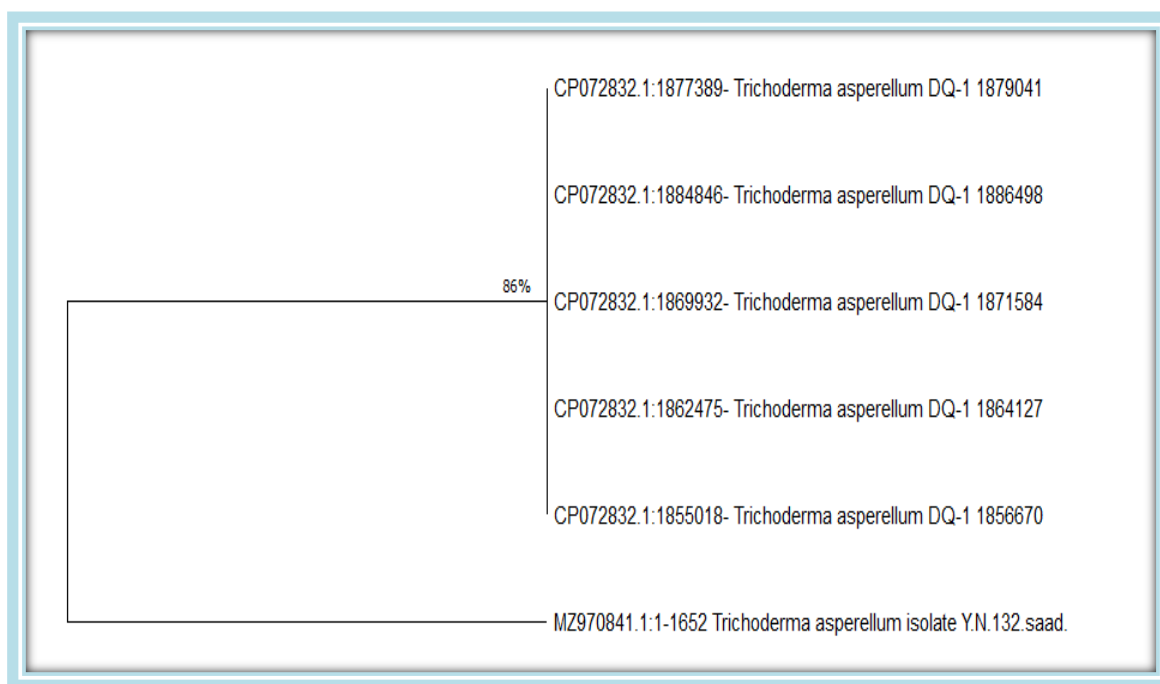 CP072832.1:1877389- Trichoderma asperellum DQ-1 1879041
CP072832.1:1884846- Trichoderma asperellum DQ-1 1886498
86%
CP072832.1:1869932- Trichoderma asperellum DQ-1 1871584
CP072832.1:1862475- Trichoderma asperellum DQ-1 1864127
CP072832.1:1855018- Trichoderma asperellum DQ-1 1856670
MZ970841.1:1-1652 Trichoderma asperellum isolate Y.N.132.saad.